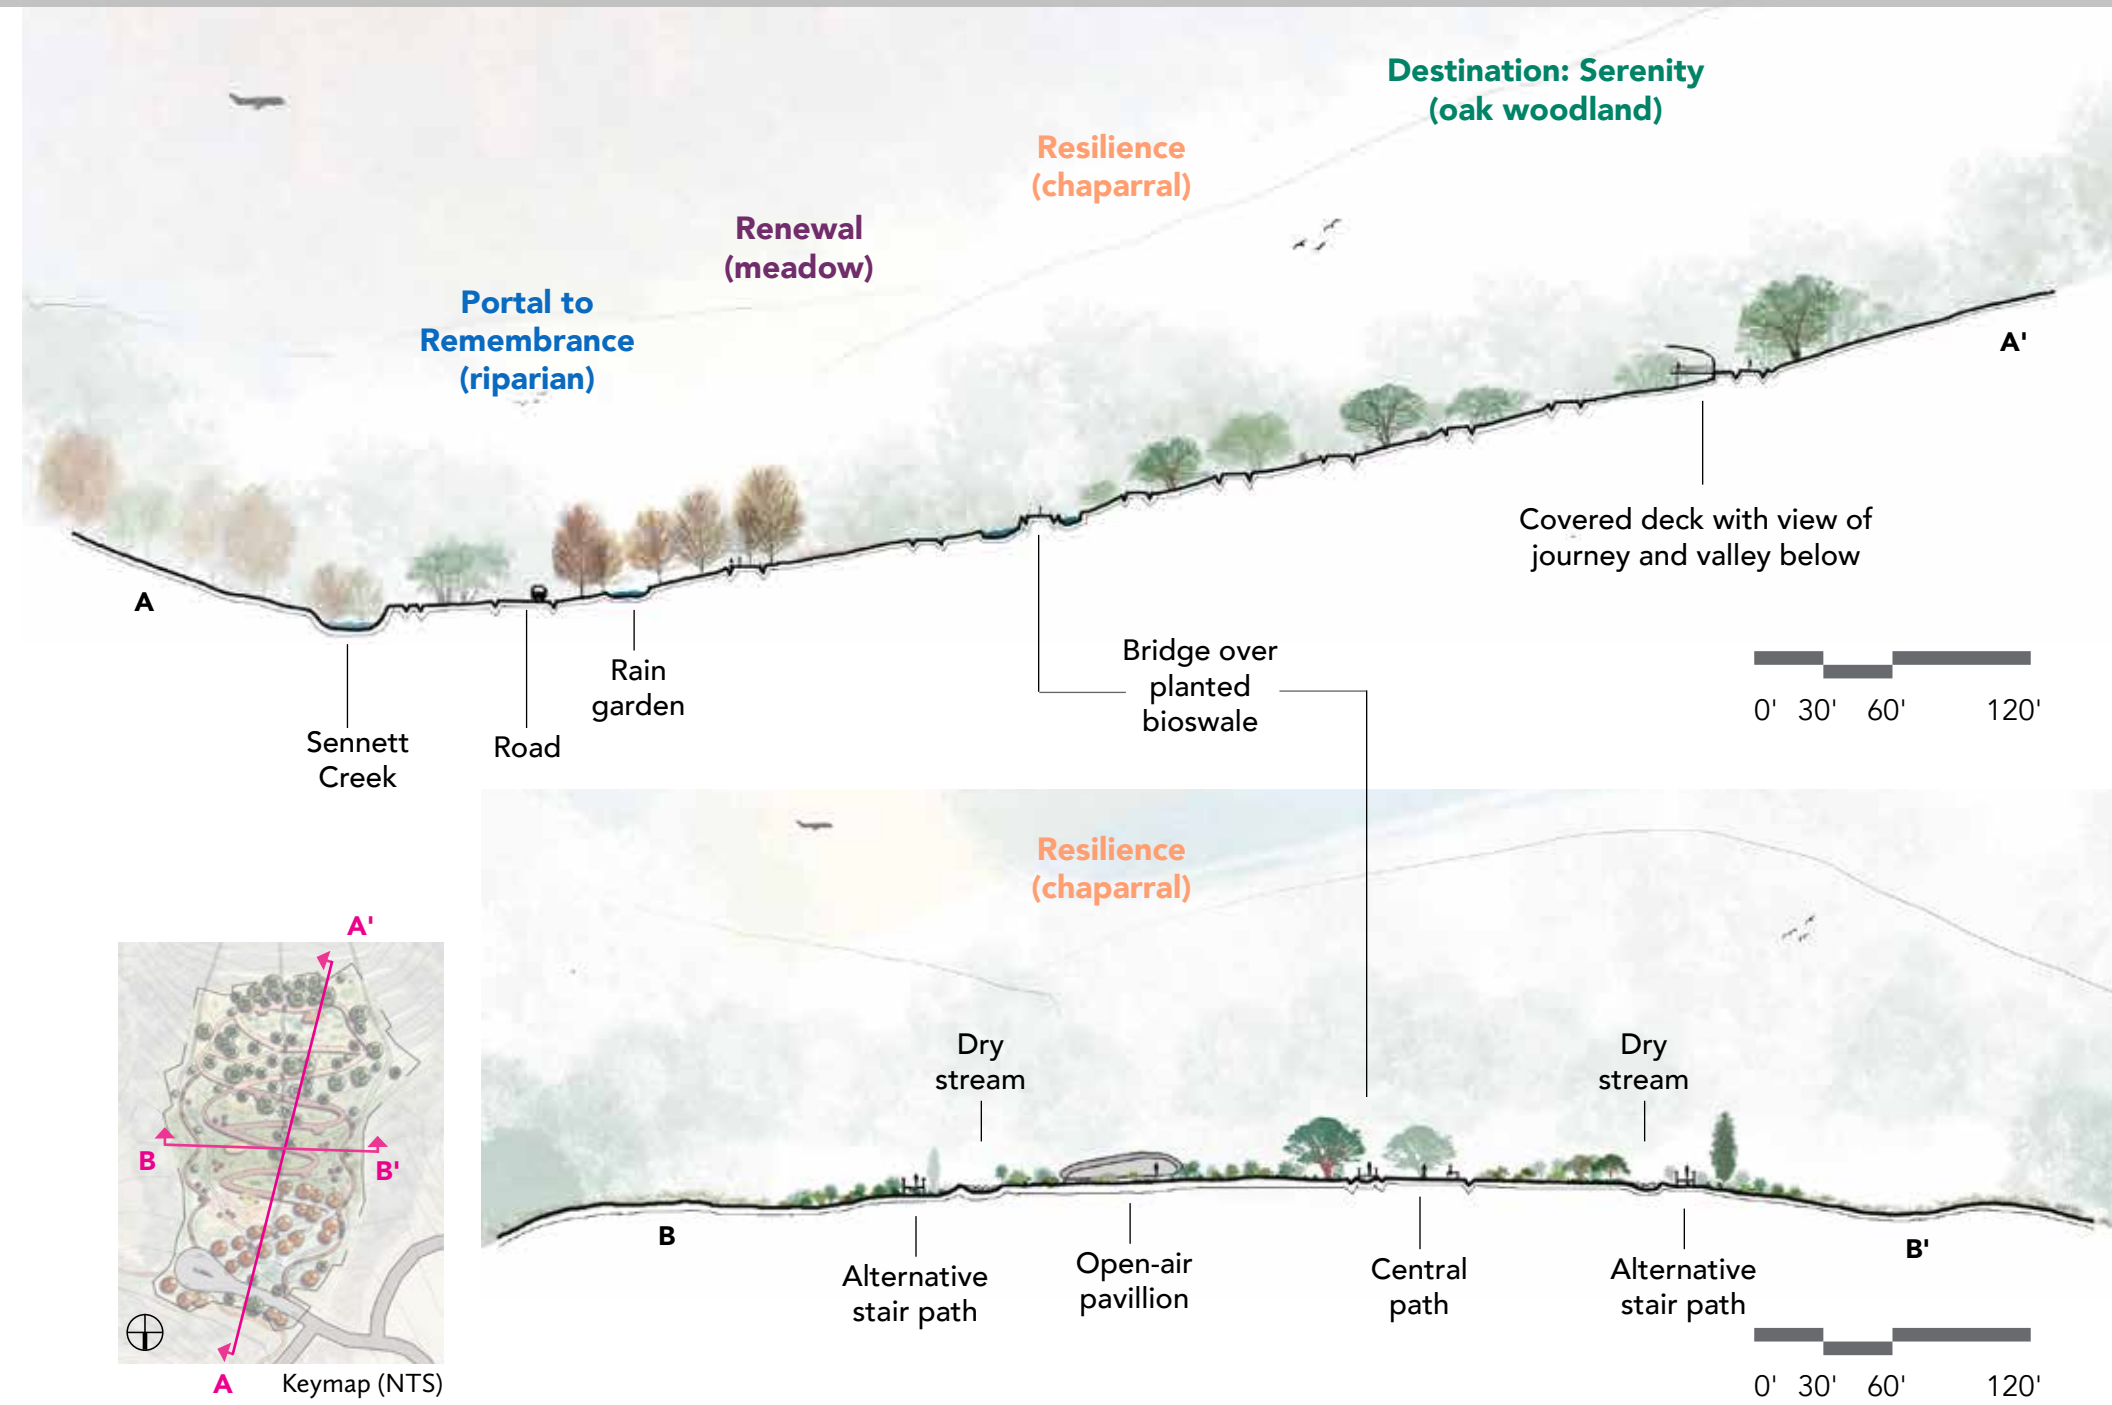 Destination: Serenity
(oak woodland)
Resilience
(chaparral)
Renewal
(meadow)
Portal to
Remembrance
(riparian)
A'
A
Covered deck with view of
journey and valley below
Sennett
Creek
Road
Rain
garden
Bridge over
planted
bioswale
0' 30' 60' 120'
Resilience
(chaparral)
Dry
stream
Dry
stream
B
B'
Alternative
stair path
Open-air
pavillion
Central
path
Alternative
stair path
0' 30' 60' 120'
A'
B
B'
A
Keymap (NTS)